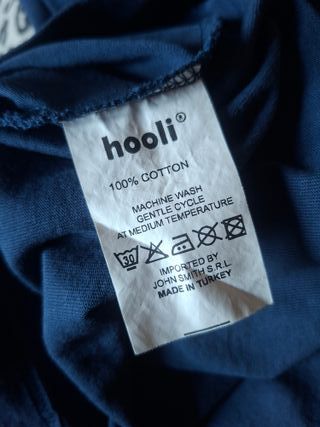 hooli®
100% COTTON
MACHINE WASH
GENTLE CYCLE
AT MEDIUM TEMPERATURE
30
IMPORTED BY
JOHN SMITH S.R.L.
MADE IN TURKEY